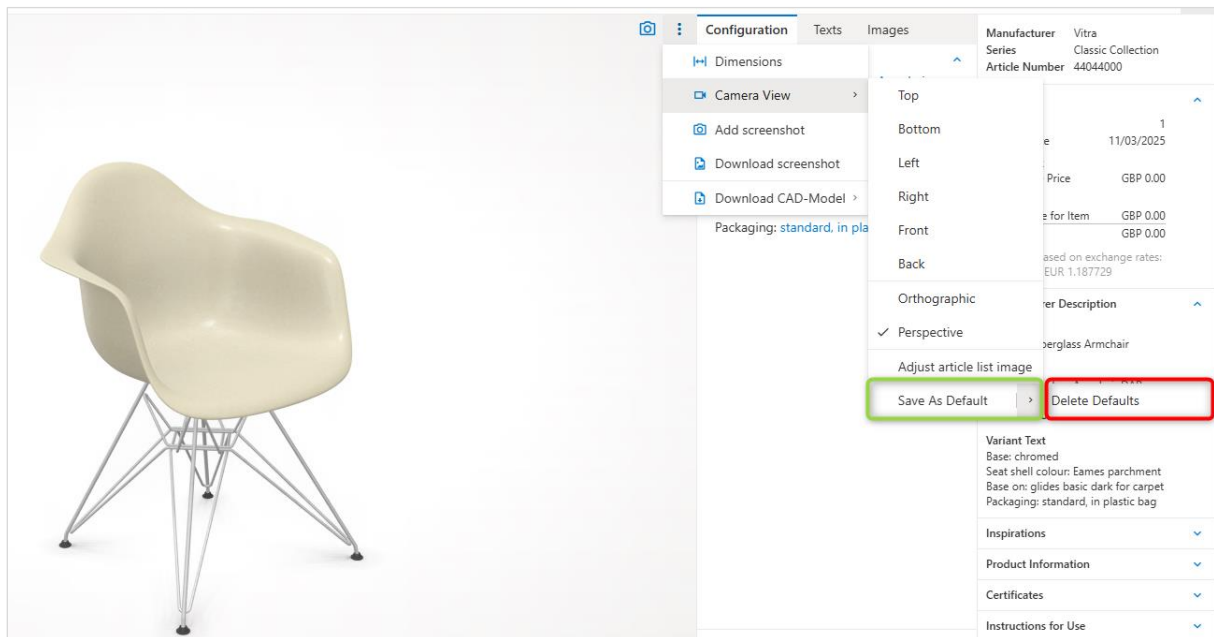 Configuration
Texts
Images
Dimensions
Camera View
Add screenshot
Download screenshot
Download CAD-Model
Packaging: standard, in pla
Top
Bottom
Left
Right
Front
Back
Orthographic
Perspective
Adjust article list image
Save As Default
Delete Defaults
Manufacturer Vitra
Series Classic Collection
Article Number 44044000
1
e 11/03/2025
Price GBP 0.00
e for Item GBP 0.00
GBP 0.00
ased on exchange rates:
EUR 1.187729
rer Description
berglass Armchair
Variant Text
Base: chromed
Seat shell colour: Eames parchment
Base on: glides basic dark for carpet
Packaging: standard, in plastic bag
Inspirations
Product Information
Certificates
Instructions for Use